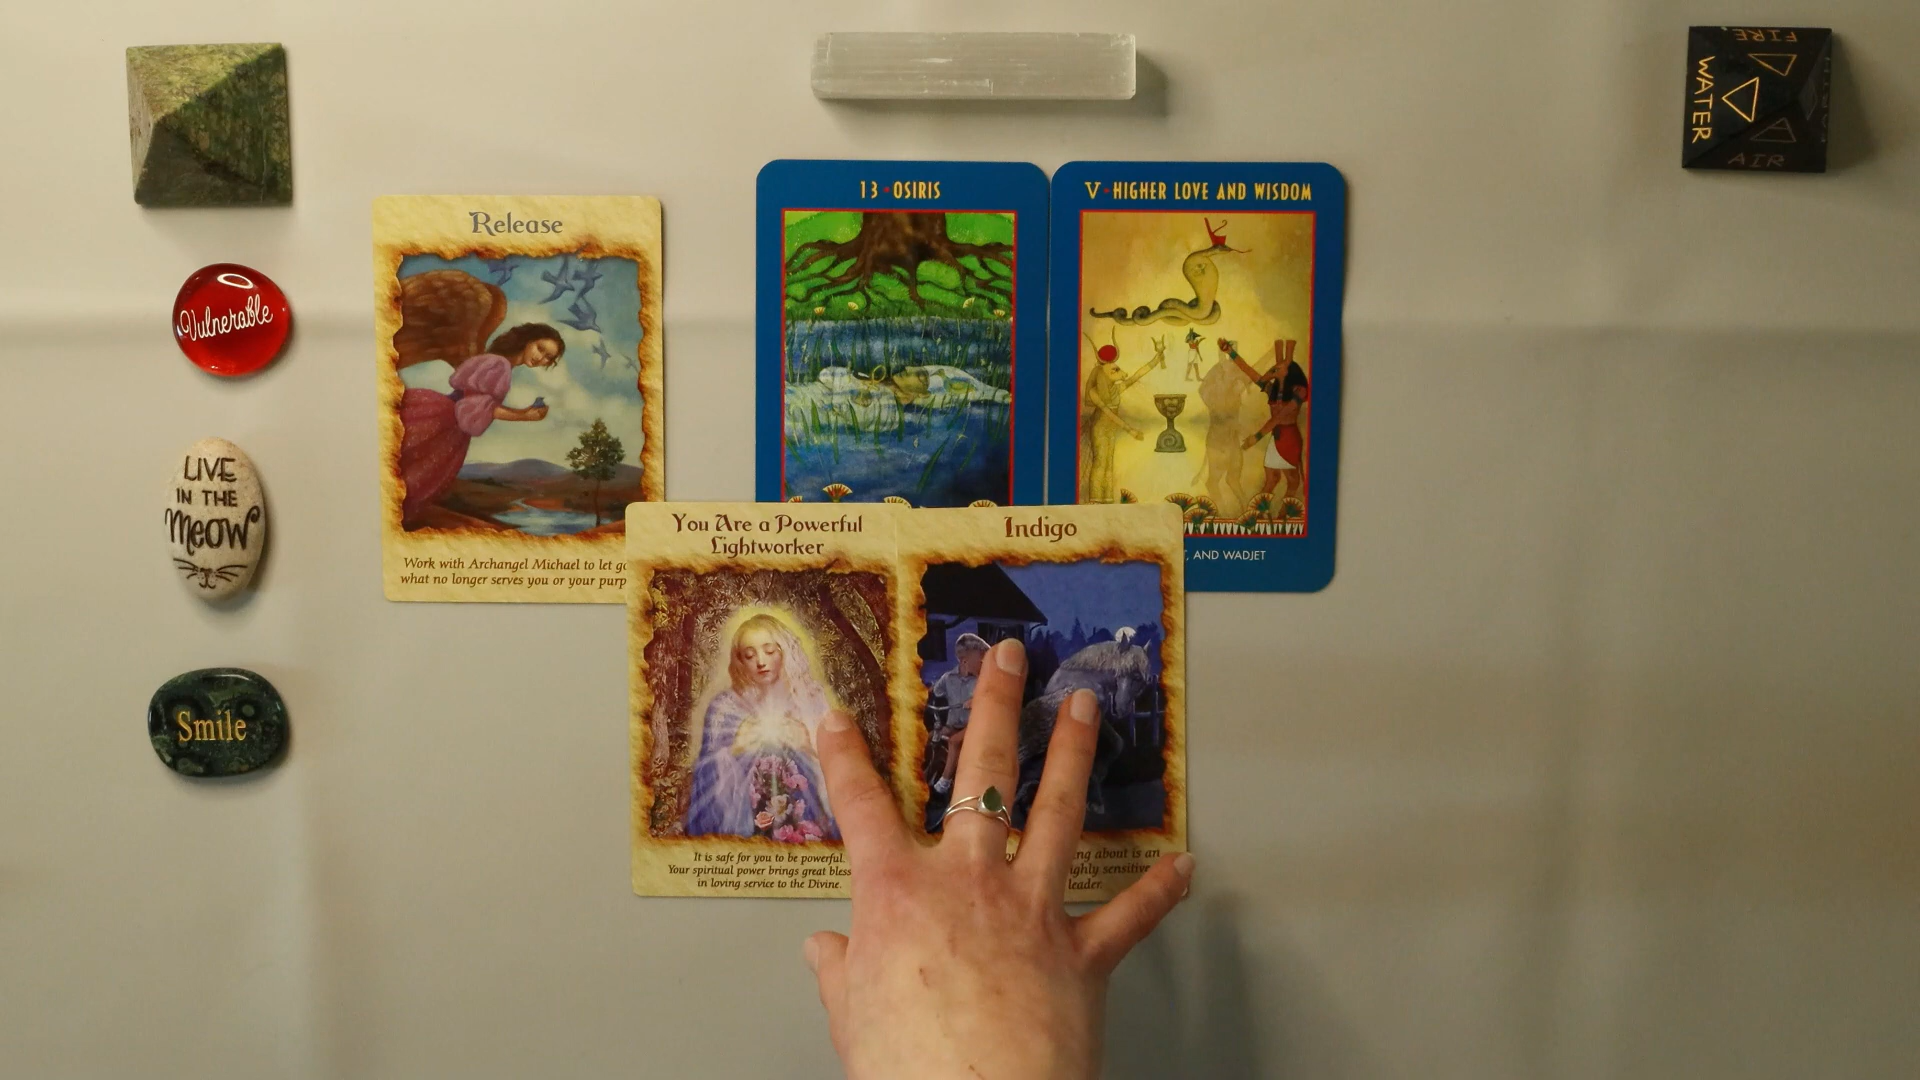 FIRE
WATER
AIR
13 • OSIRIS
V • HIGHER LOVE AND WISDOM
Release
Vulnerable
LIVE
IN THE
Meow
Work with Archangel Michael to let go
what no longer serves you or your
You Are a Powerful
Lightworker
Indigo
AND WADJET
Smile
It is safe for you to be powerful.
Your spiritual power brings great
in loving service to the Divine.
about is an
sensitive
leader.